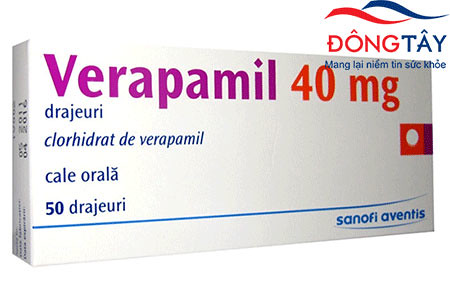 ĐÔNGTÂY
Mang lại niềm tin sức khỏe
Verapamil 40 mg
drajeuri
clorhidrat de verapamil
cale orală
50 drajeuri
sanofi aventis